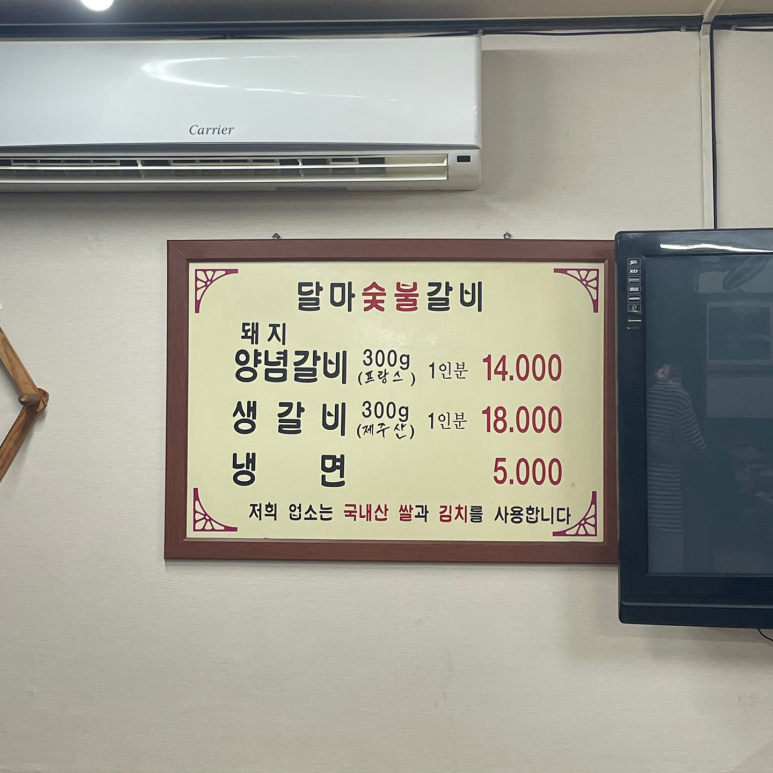 Carrier
달마숯불갈비
돼지
양념갈비 300g (프랑스) 1인분 14.000
생갈비 300g (제주산) 1인분 18.000
냉면 5.000
저희 업소는 국내산 쌀과 김치를 사용합니다